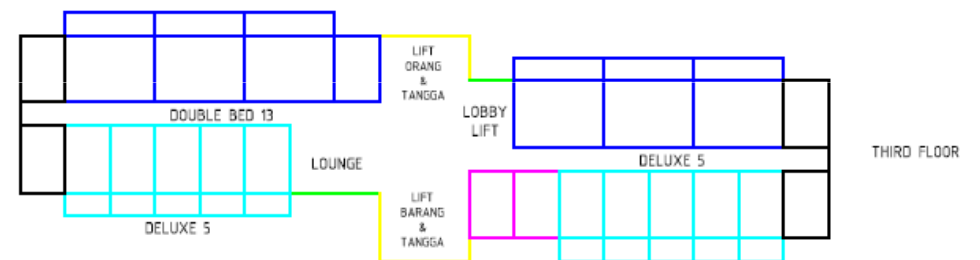 LIFT
ORANG
&
TANGGA
DOUBLE BED 13
LOBBY
LIFT
THIRD FLOOR
DELUXE 5
LOUNGE
LIFT
BARANG
&
TANGGA
DELUXE 5